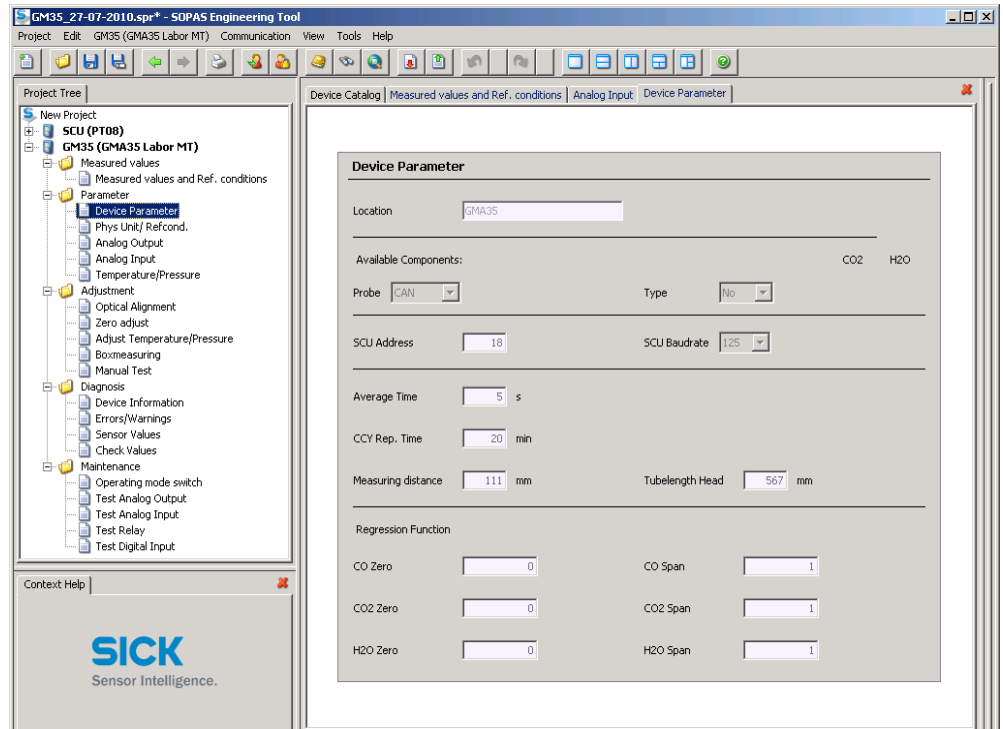 GM35_27-07-2010.spr* - SOPAS Engineering Tool
Project Edit GM35 (GMA35 Labor MT) Communication View Tools Help
Project Tree
New Project
SCU (PT08)
GM35 (GMA35 Labor MT)
Measured values
Measured values and Ref. conditions
Parameter
Device Parameter
Phys Unit/ Refcond.
Analog Output
Analog Input
Temperature/Pressure
Adjustment
Optical Alignment
Zero adjust
Adjust Temperature/Pressure
Boxmeasuring
Manual Test
Diagnosis
Device Information
Errors/Warnings
Sensor Values
Check Values
Maintenance
Operating mode switch
Test Analog Output
Test Analog Input
Test Relay
Test Digital Input
Context Help
SICK
Sensor Intelligence.
Device Catalog Measured values and Ref. conditions Analog Input Device Parameter
Device Parameter
Location GMA35
Available Components: CO2 H2O
Probe CAN Type No
SCU Address 18 SCU Baudrate 125
Average Time 5 s
CCY Rep. Time 20 min
Measuring distance 111 mm Tubelength Head 567 mm
Regression Function
CO Zero 0 CO Span 1
CO2 Zero 0 CO2 Span 1
H2O Zero 0 H2O Span 1